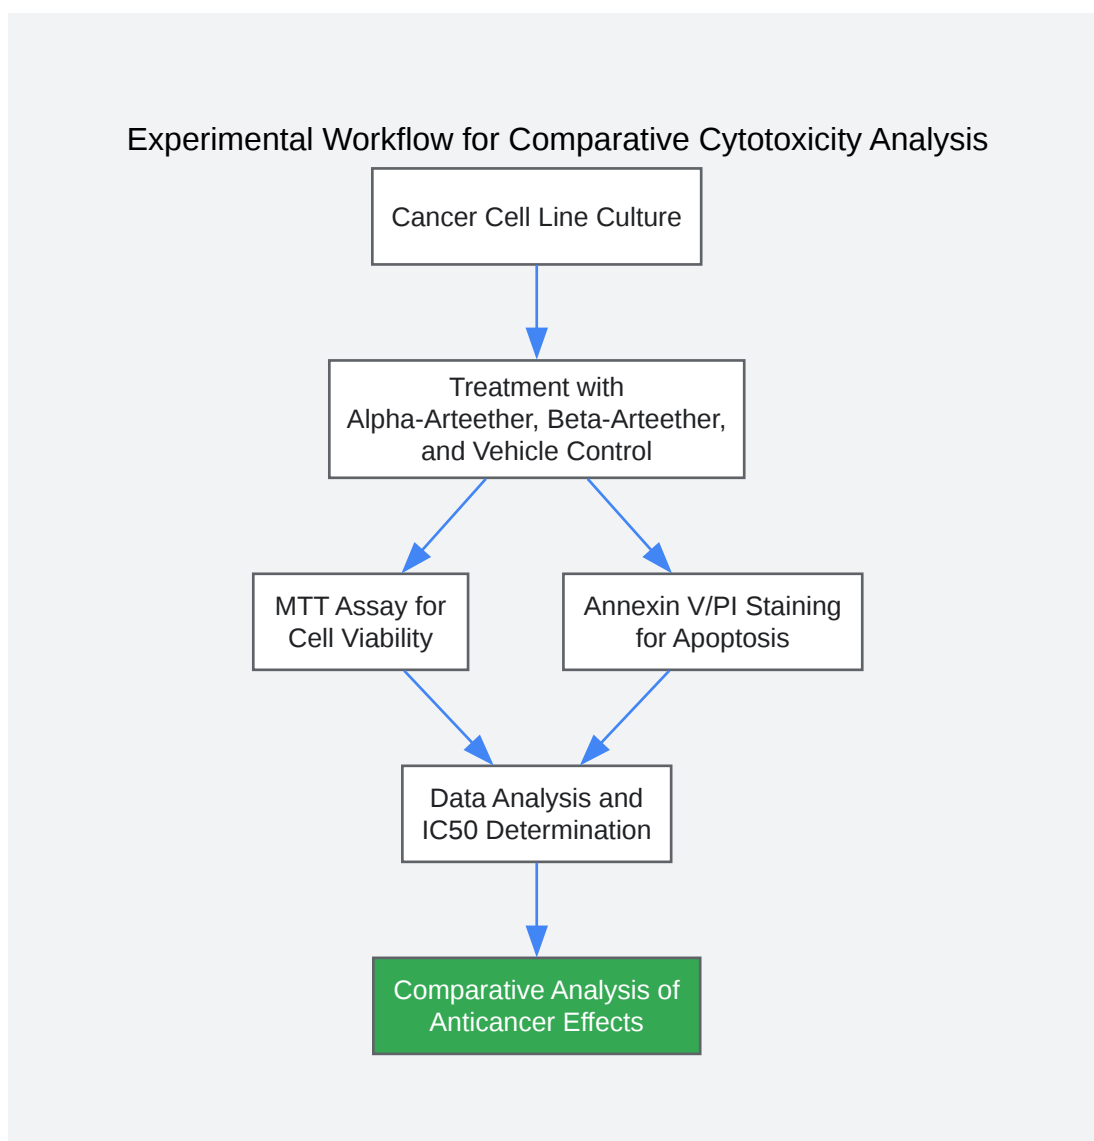 Experimental Workflow for Comparative Cytotoxicity Analysis
Cancer Cell Line Culture
Treatment with
Alpha-Arteether, Beta-Arteether,
and Vehicle Control
MTT Assay for
Cell Viability
Annexin V/PI Staining
for Apoptosis
Data Analysis and
IC50 Determination
Comparative Analysis of
Anticancer Effects